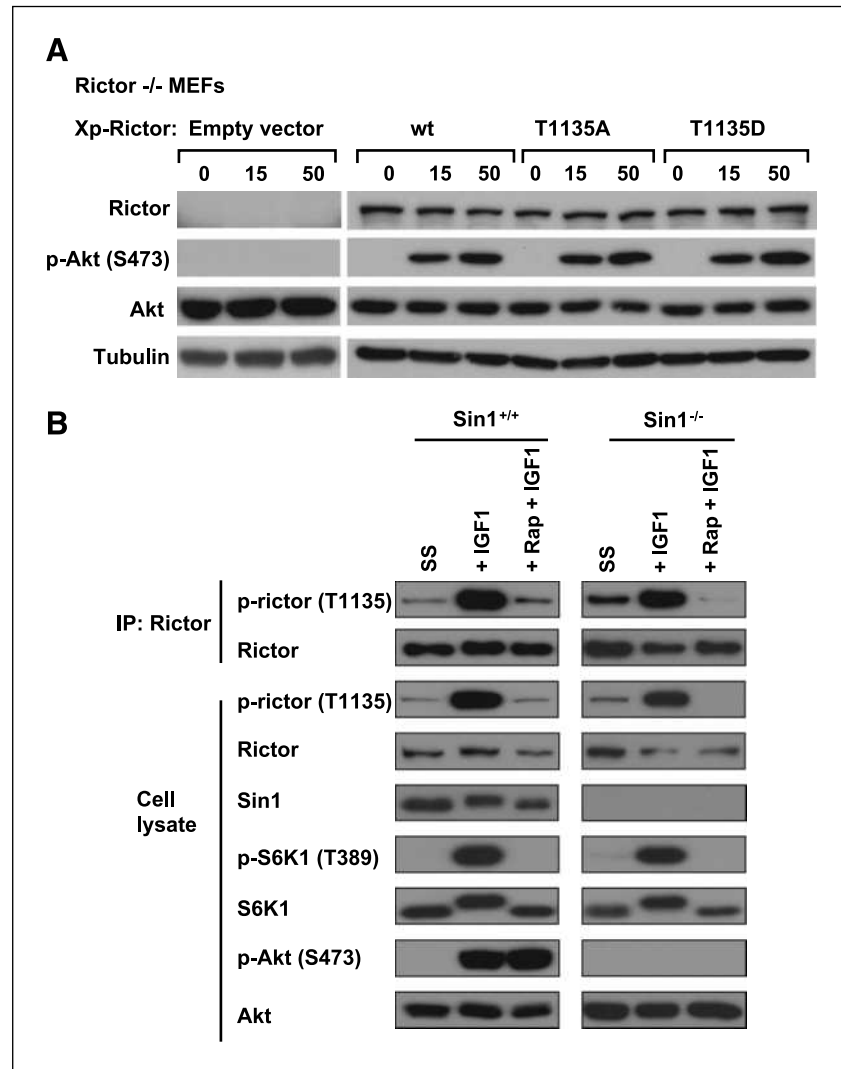 A
Rictor -/- MEFs
Xp-Rictor: Empty vector wt T1135A T1135D
0 15 50 0 15 50 0 15 50 0 15 50
Rictor
p-Akt (S473)
Akt
Tubulin
B
Sin1+/+ Sin1-/-
SS + IGF1 + Rap + IGF1 SS + IGF1 + Rap + IGF1
IP: Rictor
p-rictor (T1135)
Rictor
Cell lysate
p-rictor (T1135)
Rictor
Sin1
p-S6K1 (T389)
S6K1
p-Akt (S473)
Akt